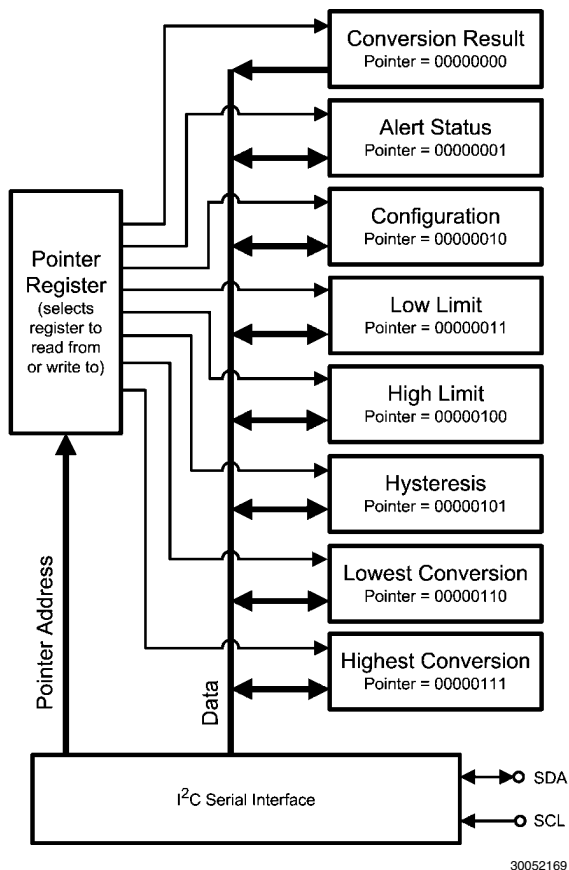 Conversion Result
Pointer = 00000000
Alert Status
Pointer = 00000001
Configuration
Pointer = 00000010
Low Limit
Pointer = 00000011
High Limit
Pointer = 00000100
Hysteresis
Pointer = 00000101
Lowest Conversion
Pointer = 00000110
Highest Conversion
Pointer = 00000111
Pointer
Register
(selects
register to
read from
or write to)
Pointer Address
Data
I²C Serial Interface
SDA
SCL
30052169